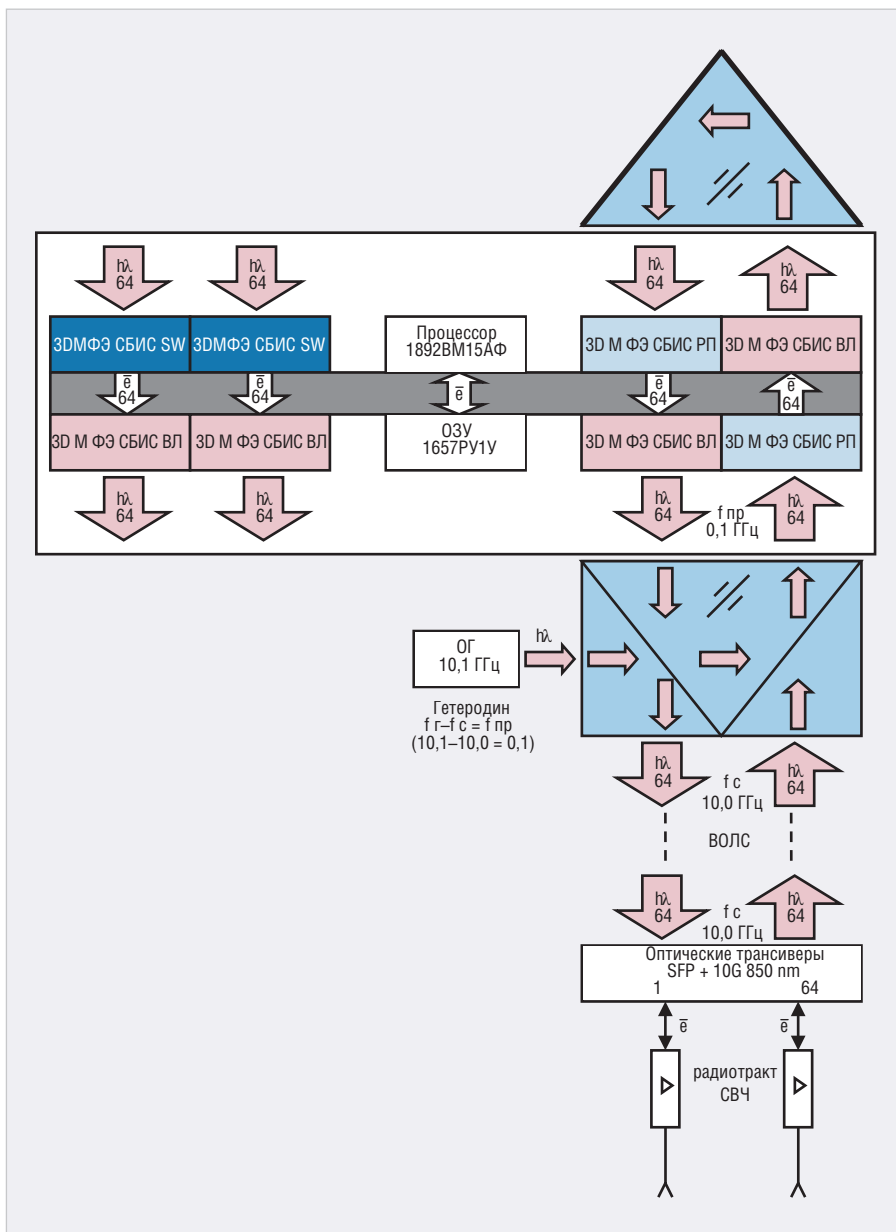 hλ
64
hλ
64
hλ
64
hλ
64
3DМФЭ СБИС SW
3DМФЭ СБИС SW
Процессор
1892ВМ15АФ
3D М ФЭ СБИС РП
3D М ФЭ СБИС ВЛ
e̅
64
e̅
64
e̅
e̅
64
e̅
64
3D М ФЭ СБИС ВЛ
3D М ФЭ СБИС ВЛ
ОЗУ
1657РУ1У
3D М ФЭ СБИС ВЛ
3D М ФЭ СБИС РП
hλ
64
hλ
64
hλ
64
f пр
0,1 ГГц
hλ
64
ОГ
10,1 ГГц
hλ
Гетеродин
f г–f с = f пр
(10,1–10,0 = 0,1)
hλ
64
f с
10,0 ГГц
hλ
64
ВОЛС
hλ
64
f с
10,0 ГГц
hλ
64
Оптические трансиверы
SFP + 10G 850 nm
1 64
e̅
e̅
радиотракт
СВЧ